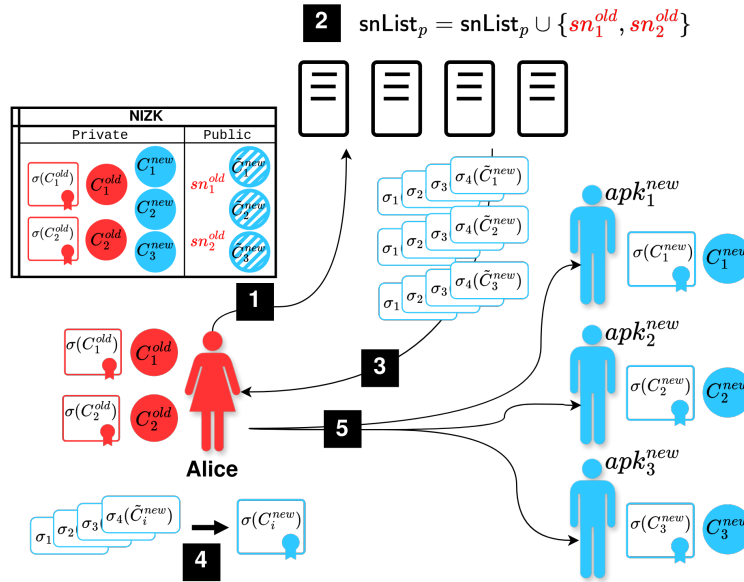 2 snList_p = snList_p ∪ {sn_1^{old}, sn_2^{old}}
NIZK
Private Public
σ(C_1^{old}) C_1^{old} C_1^{new} sn_1^{old} C̃_1^{new}
C_2^{new} C̃_2^{new}
σ(C_2^{old}) C_2^{old} C_3^{new} sn_2^{old} C̃_3^{new}
σ_1( σ_2( σ_3( σ_4(C̃_1^{new})
σ_1( σ_2( σ_3( σ_4(C̃_2^{new})
σ_1( σ_2( σ_3( σ_4(C̃_3^{new})
apk_1^{new}
σ(C_1^{new}) C_1^{new}
1
σ(C_1^{old}) C_1^{old}
3
apk_2^{new}
σ(C_2^{new}) C_2^{new}
σ(C_2^{old}) C_2^{old}
5
Alice
apk_3^{new}
σ(C_3^{new}) C_3^{new}
σ_1( σ_2( σ_3( σ_4(C̃_i^{new}) σ(C_i^{new})
4